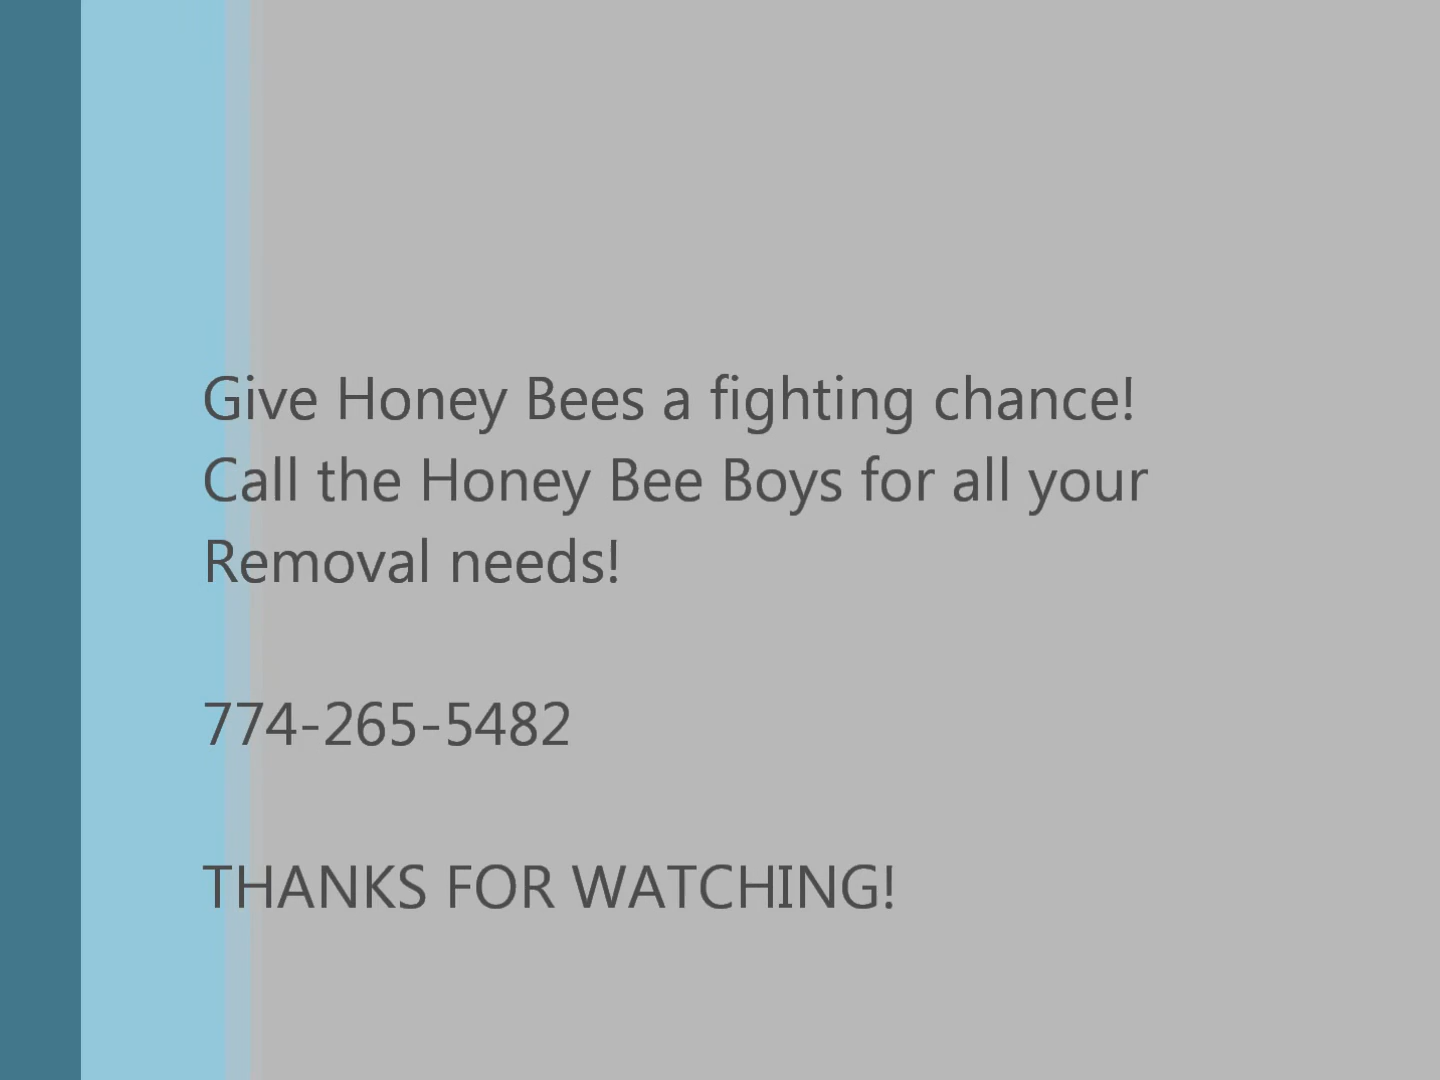 Give Honey Bees a fighting chance!
Call the Honey Bee Boys for all your
Removal needs!
774-265-5482
THANKS FOR WATCHING!